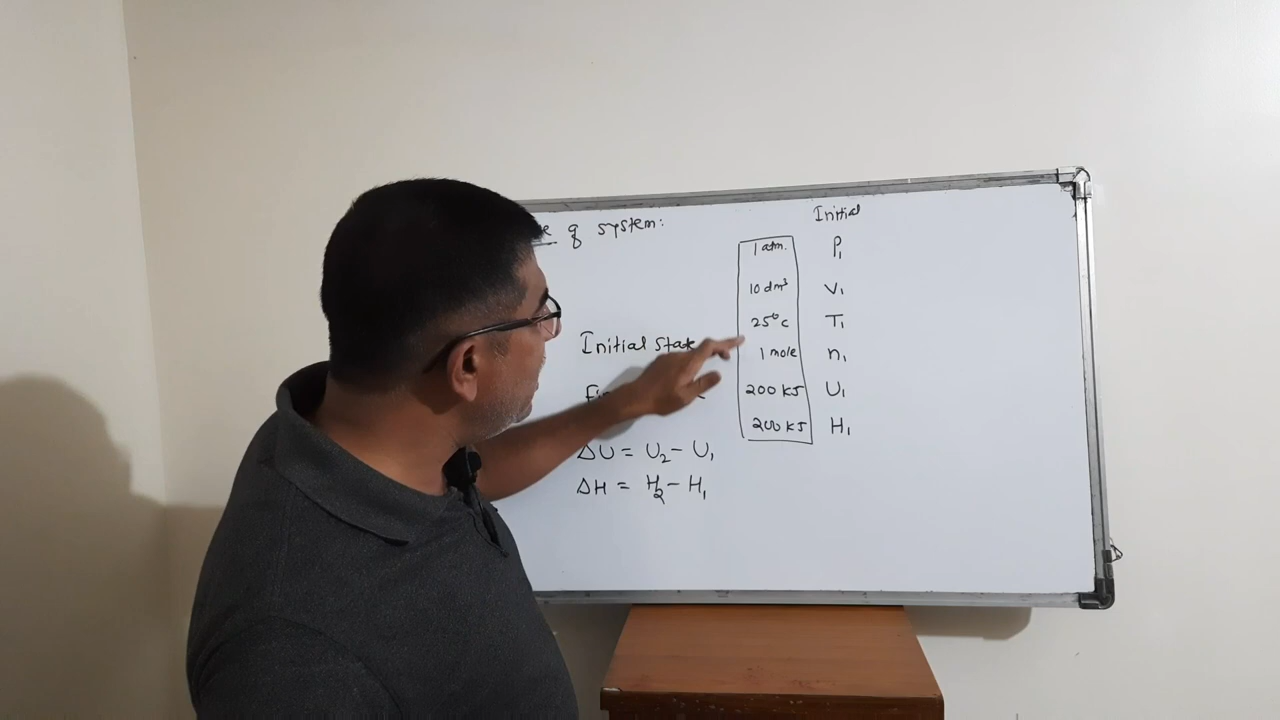 of system:
Initial
1 atm. P₁
10 dm³ V₁
25°C T₁
Initial
1 mole n₁
200 KJ U₁
200 KJ H₁
ΔU = U₂ - U₁
ΔH = H₂ - H₁